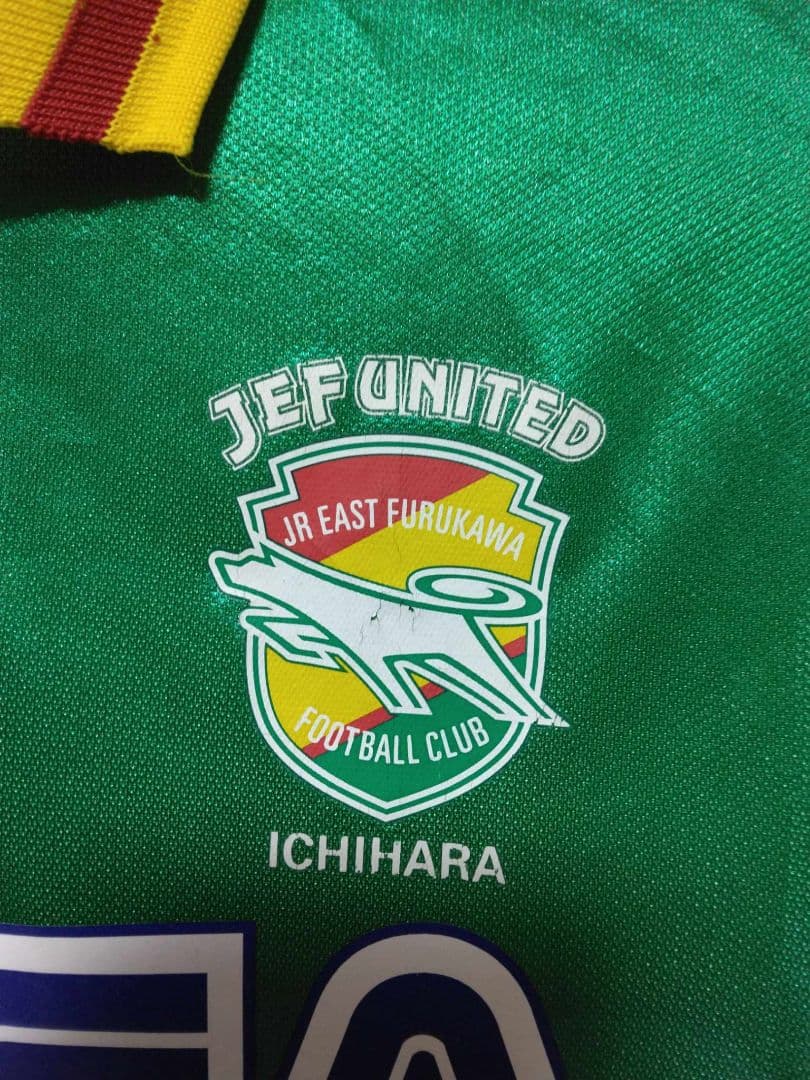 JEF UNITED
JR EAST FURUKAWA
FOOTBALL CLUB
ICHIHARA